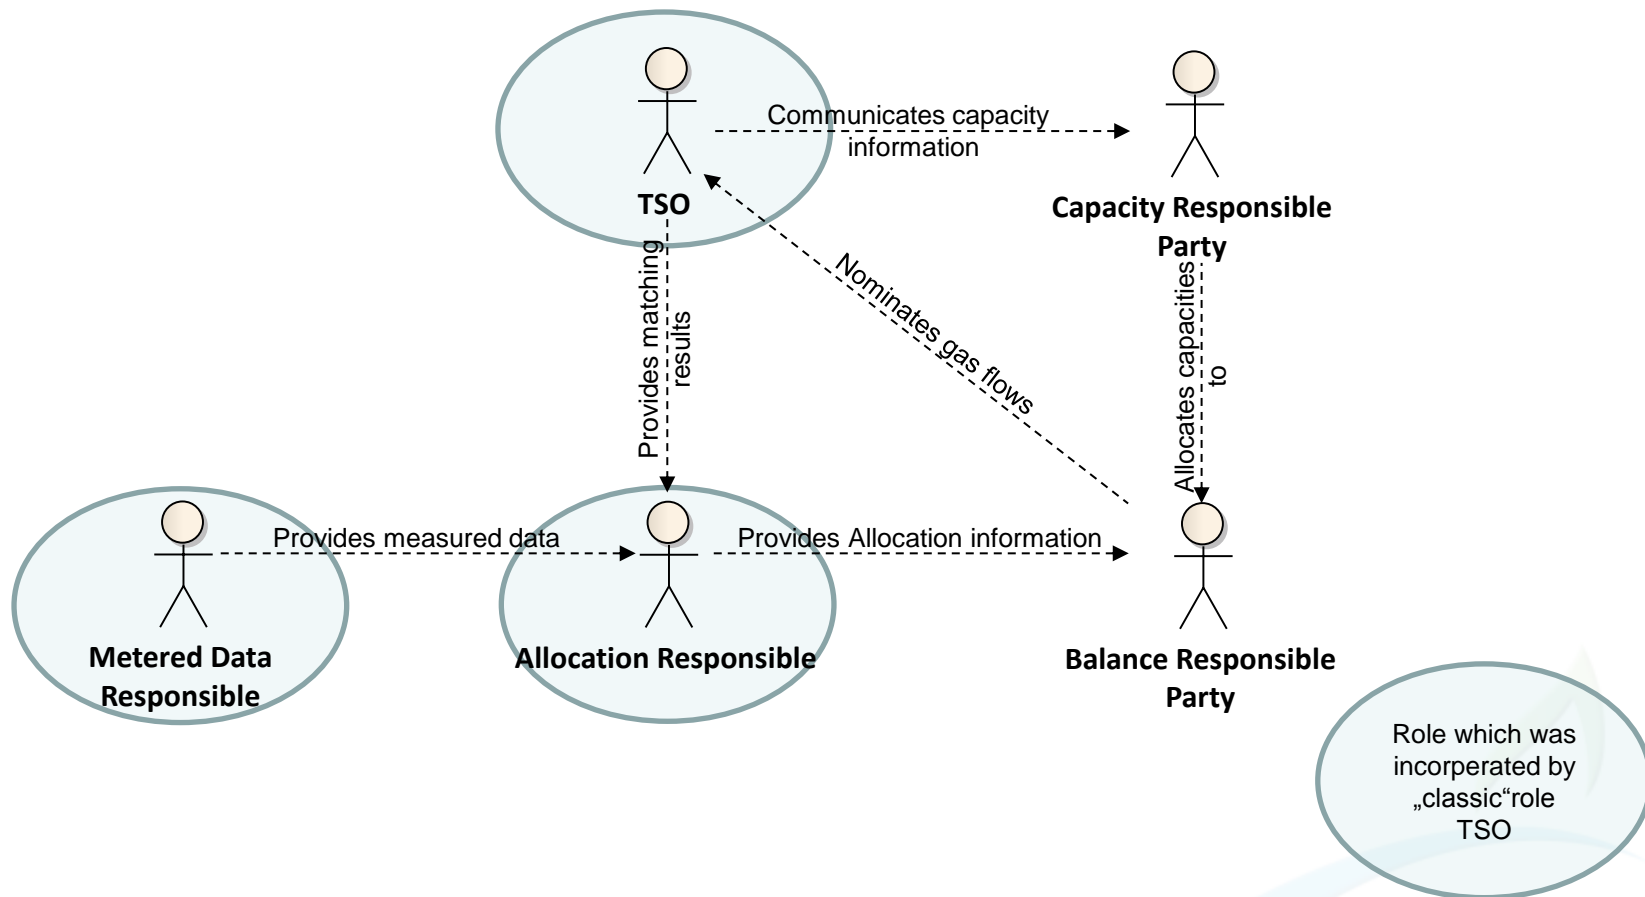 Communicates capacity
information
TSO
Capacity Responsible
Party
Provides matching
results
Nominates gas flows
Allocates capacities
to
Provides measured data
Provides Allocation information
Metered Data
Responsible
Allocation Responsible
Balance Responsible
Party
Role which was
incorperated by
„classic“role
TSO